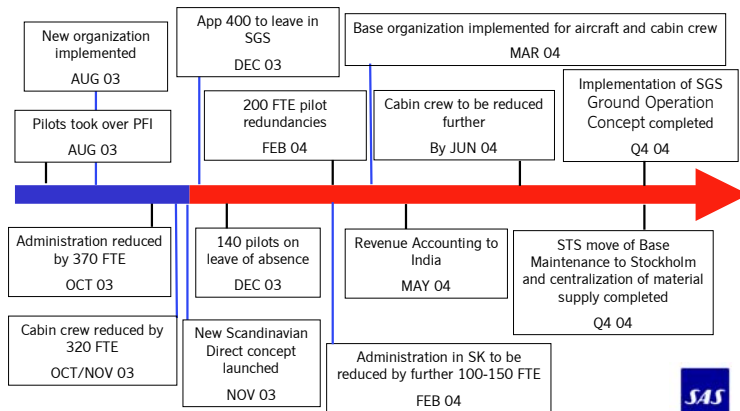 New organization
implemented
AUG 03
App 400 to leave in
SGS
DEC 03
Base organization implemented for aircraft and cabin crew
MAR 04
Pilots took over PFI
AUG 03
200 FTE pilot
redundancies
FEB 04
Cabin crew to be reduced
further
By JUN 04
Implementation of SGS
Ground Operation
Concept completed
Q4 04
Administration reduced
by 370 FTE
OCT 03
140 pilots on
leave of absence
DEC 03
Revenue Accounting to
India
MAY 04
STS move of Base
Maintenance to Stockholm
and centralization of material
supply completed
Q4 04
Cabin crew reduced by
320 FTE
OCT/NOV 03
New Scandinavian
Direct concept
launched
NOV 03
Administration in SK to be
reduced by further 100-150 FTE
FEB 04
SAS